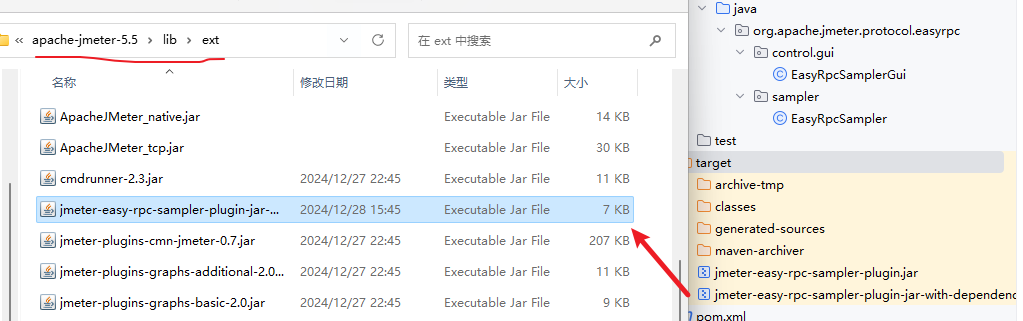 « apache-jmeter-5.5 > lib > ext
在 ext 中搜索
名称 修改日期 类型 大小
ApacheJMeter_native.jar Executable Jar File 14 KB
ApacheJMeter_tcp.jar Executable Jar File 30 KB
cmdrunner-2.3.jar 2024/12/27 22:45 Executable Jar File 11 KB
jmeter-easy-rpc-sampler-plugin-jar-... 2024/12/28 15:45 Executable Jar File 7 KB
jmeter-plugins-cmn-jmeter-0.7.jar 2024/12/27 22:45 Executable Jar File 207 KB
jmeter-plugins-graphs-additional-2.0... 2024/12/27 22:45 Executable Jar File 11 KB
jmeter-plugins-graphs-basic-2.0.jar 2024/12/27 22:45 Executable Jar File 9 KB
java
org.apache.jmeter.protocol.easyrpc
control.gui
EasyRpcSamplerGui
sampler
EasyRpcSampler
test
target
archive-tmp
classes
generated-sources
maven-archiver
jmeter-easy-rpc-sampler-plugin.jar
jmeter-easy-rpc-sampler-plugin-jar-with-dependenc
pom.xml